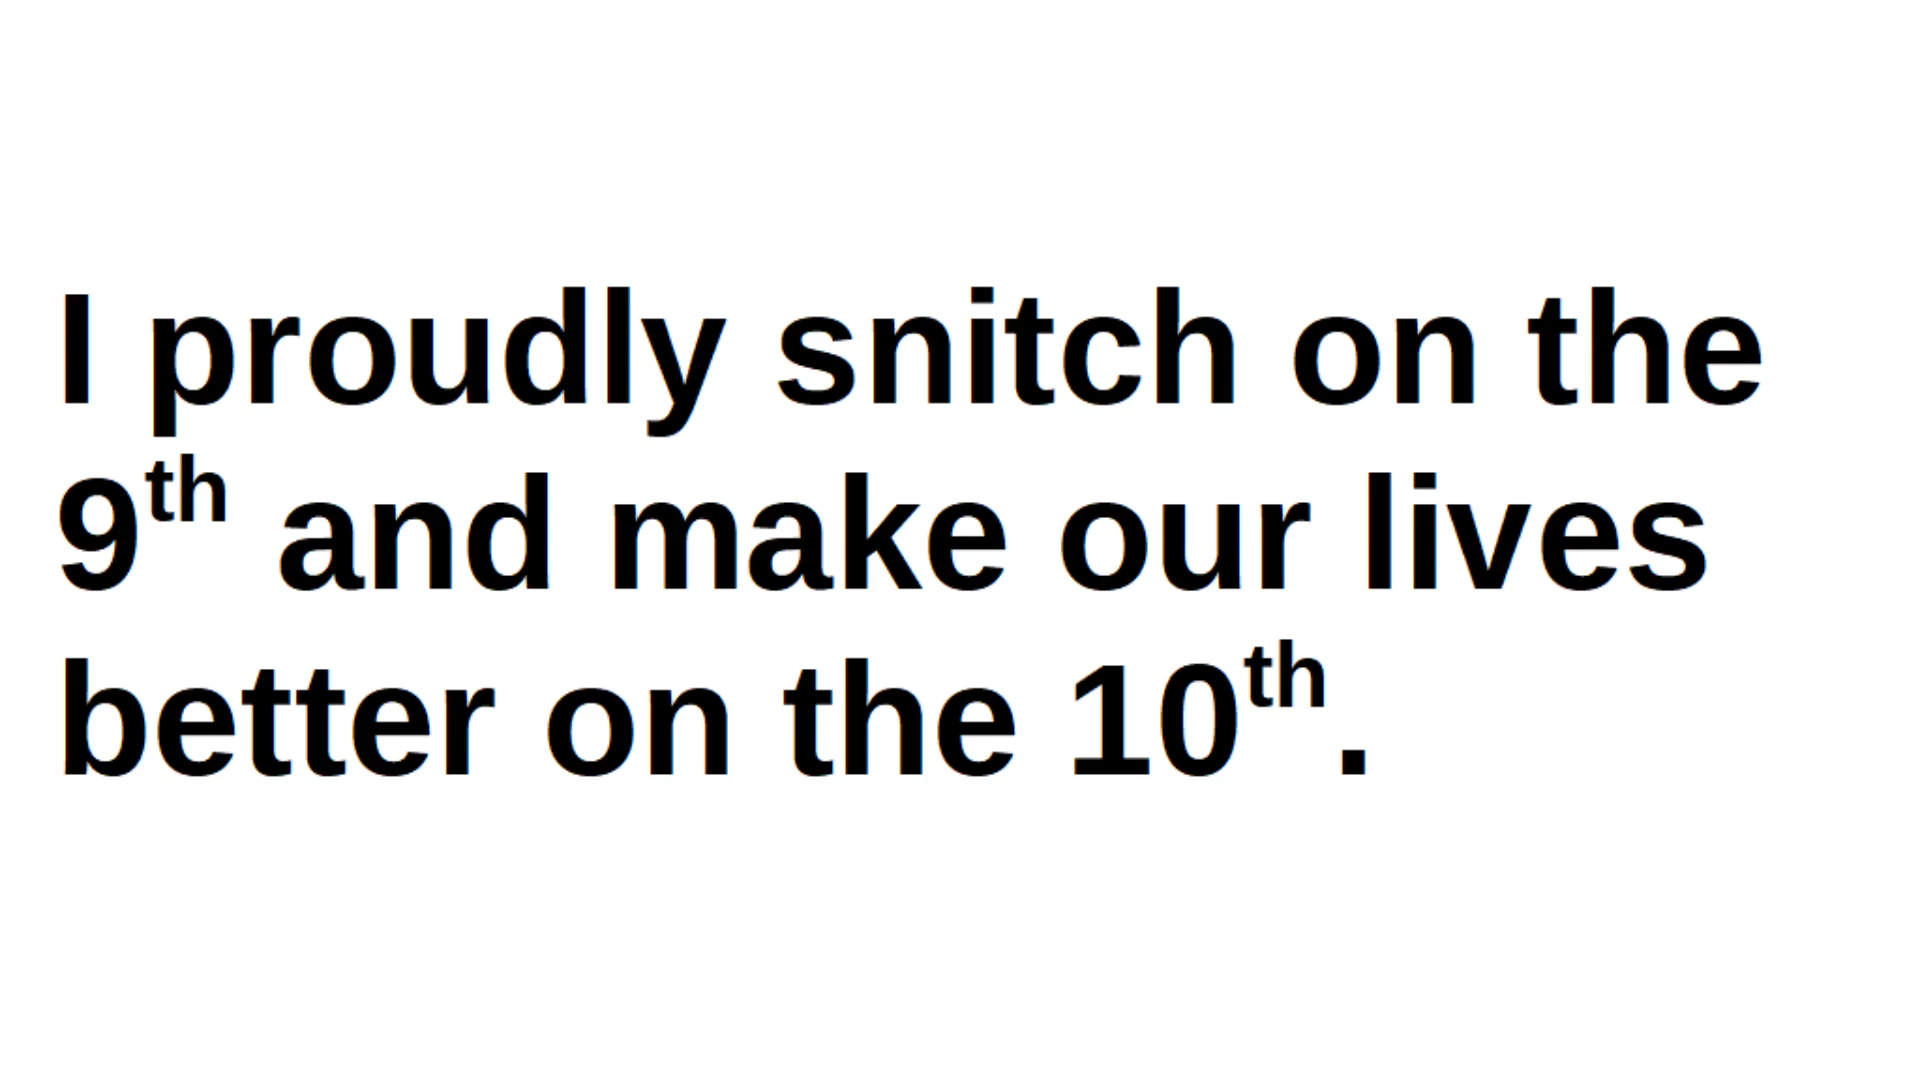 I proudly snitch on the
9th and make our lives
better on the 10th.